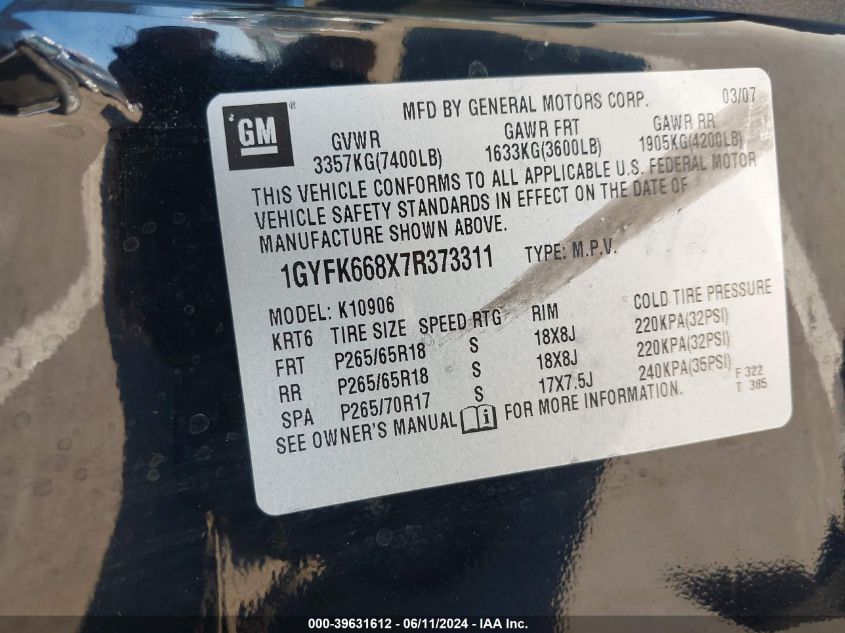 GM ® MFD BY GENERAL MOTORS CORP. 03/07
GVWR GAWR FRT GAWR RR
3357KG(7400LB) 1633KG(3600LB) 1905KG(4200LB)
THIS VEHICLE CONFORMS TO ALL APPLICABLE U.S. FEDERAL MOTOR
VEHICLE SAFETY STANDARDS IN EFFECT ON THE DATE OF
MANUFACTURE SHOWN ABOVE.
1GYFK668X7R373311 TYPE: M.P.V.
MODEL: K10906
KRT6 TIRE SIZE SPEED RTG RIM COLD TIRE PRESSURE
FRT P265/65R18 S 18X8J 220KPA(32PSI)
RR P265/65R18 S 18X8J 220KPA(32PSI)
SPA P265/70R17 S 17X7.5J 240KPA(35PSI)
SEE OWNER'S MANUAL i FOR MORE INFORMATION.
F 322
T 385
000-39631612 / 06/11/2024 - IAA Inc.